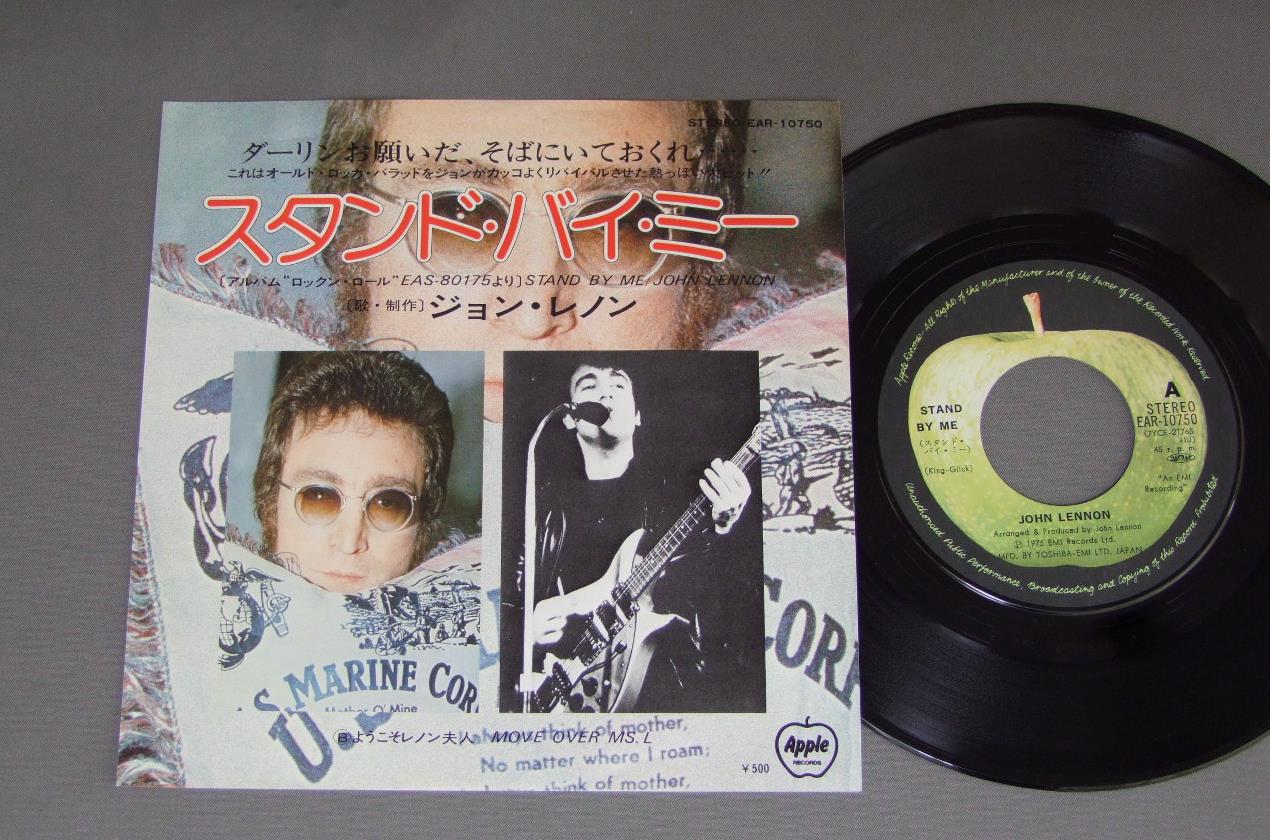 STEREO EAR-10750
ダーリンお願いだ、そばにいておくれ‥‥‥
これはオールド・ロッカ・バラッドをジョンがカッコよくリバイバルさせた熱っぽい大ヒット!!
スタンド・バイ・ミー
〔アルバム“ロックン・ロール”EAS-80175より〕STAND BY ME/JOHN LENNON
〔歌・制作〕ジョン・レノン
U.S. MARINE CORP
Mother O' Mine
CORP
think of mother,
No matter where I roam;
think of mother,
Ⓑようこそレノン夫人 MOVE OVER MS. L
¥500
Apple
RECORDS
Apple Records · All Rights of the Manufacturer and of the Owner of the Recorded Work Reserved
STAND
BY ME
(スタンド・
バイ・ミー)
(King-Glick)
A
STEREO
EAR-10750
(7YCE-21765
45 r. p. m.
"An EMI
Recording"
JOHN LENNON
Arranged & Produced by John Lennon
Ⓟ 1975 EMI Records Ltd.
MFD. BY TOSHIBA-EMI LTD. JAPAN
Unauthorised Public Performance, Broadcasting and Copying of this Record Prohibited